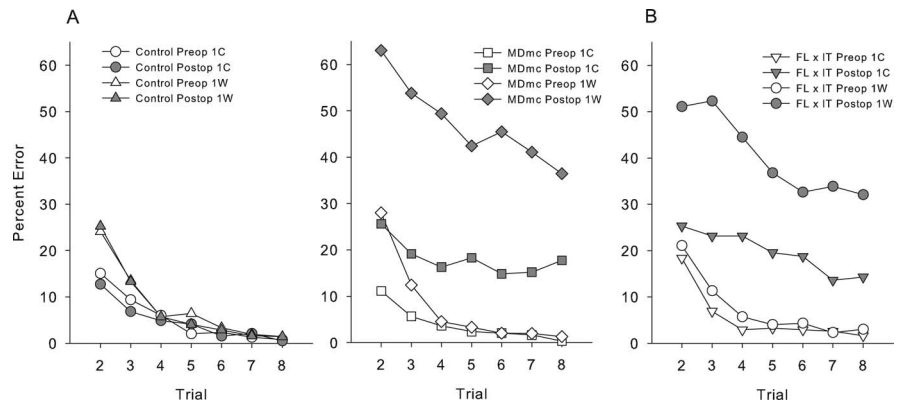 A
Percent Error
60
50
40
30
20
10
0
Control Preop 1C
Control Postop 1C
Control Preop 1W
Control Postop 1W
2 3 4 5 6 7 8
Trial
60
50
40
30
20
10
0
MDmc Preop 1C
MDmc Postop 1C
MDmc Preop 1W
MDmc Postop 1W
2 3 4 5 6 7 8
Trial
B
60
50
40
30
20
10
0
FL x IT Preop 1C
FL x IT Postop 1C
FL x IT Preop 1W
FL x IT Postop 1W
2 3 4 5 6 7 8
Trial